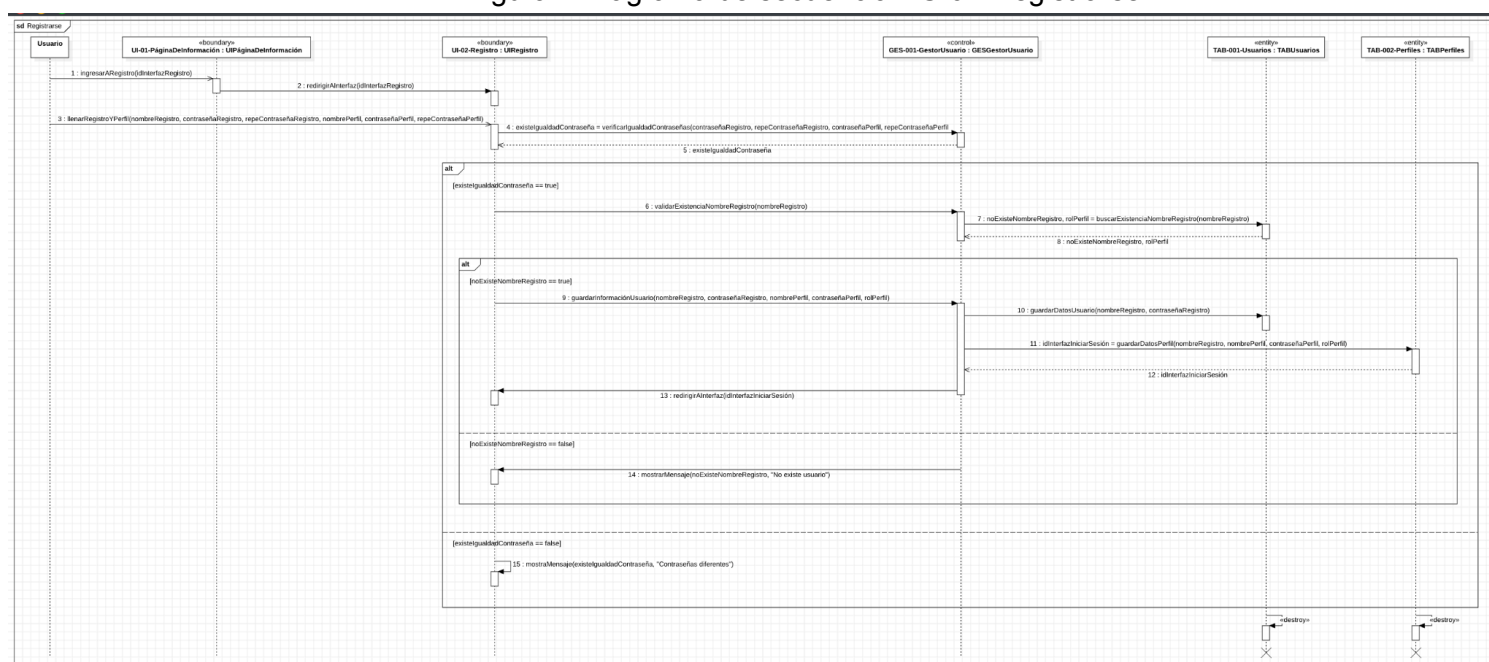 sd Registrarse
Usuario
«boundary»
UI-01-PáginaDeInformación : UIPáginaDeInformación
«boundary»
UI-02-Registro : UIRegistro
«control»
GES-001-GestorUsuario : GESGestorUsuario
«entity»
TAB-001-Usuarios : TABUsuarios
«entity»
TAB-002-Perfiles : TABPerfiles
1 : ingresarARegistro(idInterfazRegistro)
2 : redirigirAInterfaz(idInterfazRegistro)
3 : llenarRegistroYPerfil(nombreRegistro, contraseñaRegistro, repeContraseñaRegistro, nombrePerfil, contraseñaPerfil, repeContraseñaPerfil)
4 : existeIgualdadContraseña = verificarIgualdadContraseñas(contraseñaRegistro, repeContraseñaRegistro, contraseñaPerfil, repeContraseñaPerfil
5 : existeIgualdadContraseña
alt
[existeIgualdadContraseña == true]
6 : validarExistenciaNombreRegistro(nombreRegistro)
7 : noExisteNombreRegistro, rolPerfil = buscarExistenciaNombreRegistro(nombreRegistro)
8 : noExisteNombreRegistro, rolPerfil
alt
[noExisteNombreRegistro == true]
9 : guardarInformaciónUsuario(nombreRegistro, contraseñaRegistro, nombrePerfil, contraseñaPerfil, rolPerfil)
10 : guardarDatosUsuario(nombreRegistro, contraseñaRegistro)
11 : idInterfazIniciarSesión = guardarDatosPerfil(nombreRegistro, nombrePerfil, contraseñaPerfil, rolPerfil)
12 : idInterfazIniciarSesión
13 : redirigirAInterfaz(idInterfazIniciarSesión)
[noExisteNombreRegistro == false]
14 : mostrarMensaje(noExisteNombreRegistro, "No existe usuario")
[existeIgualdadContraseña == false]
15 : mostraMensaje(existeIgualdadContraseña, "Contraseñas diferentes")
«destroy»
«destroy»